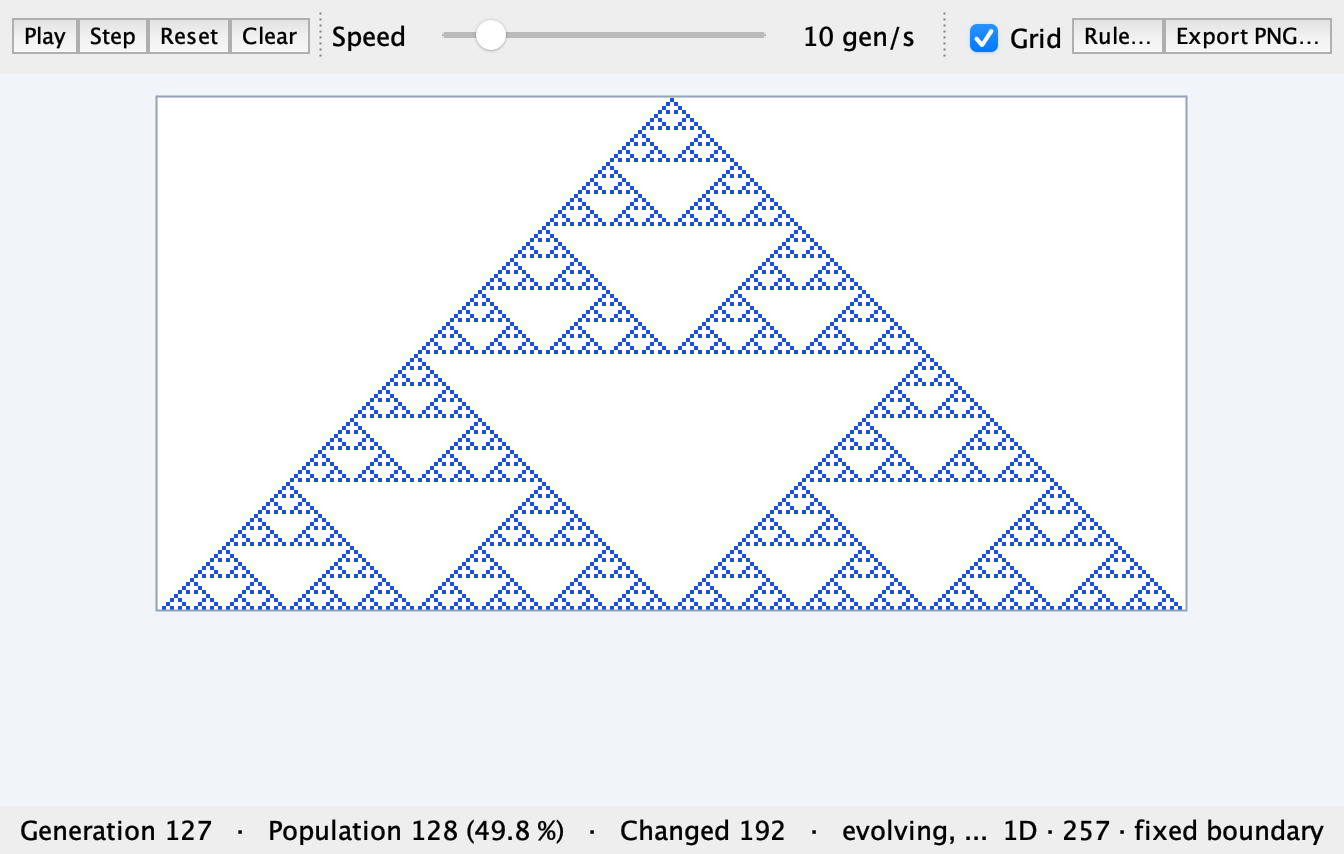 Play Step Reset Clear Speed 10 gen/s Grid Rule... Export PNG...
Generation 127 · Population 128 (49.8 %) · Changed 192 · evolving, ... 1D · 257 · fixed boundary